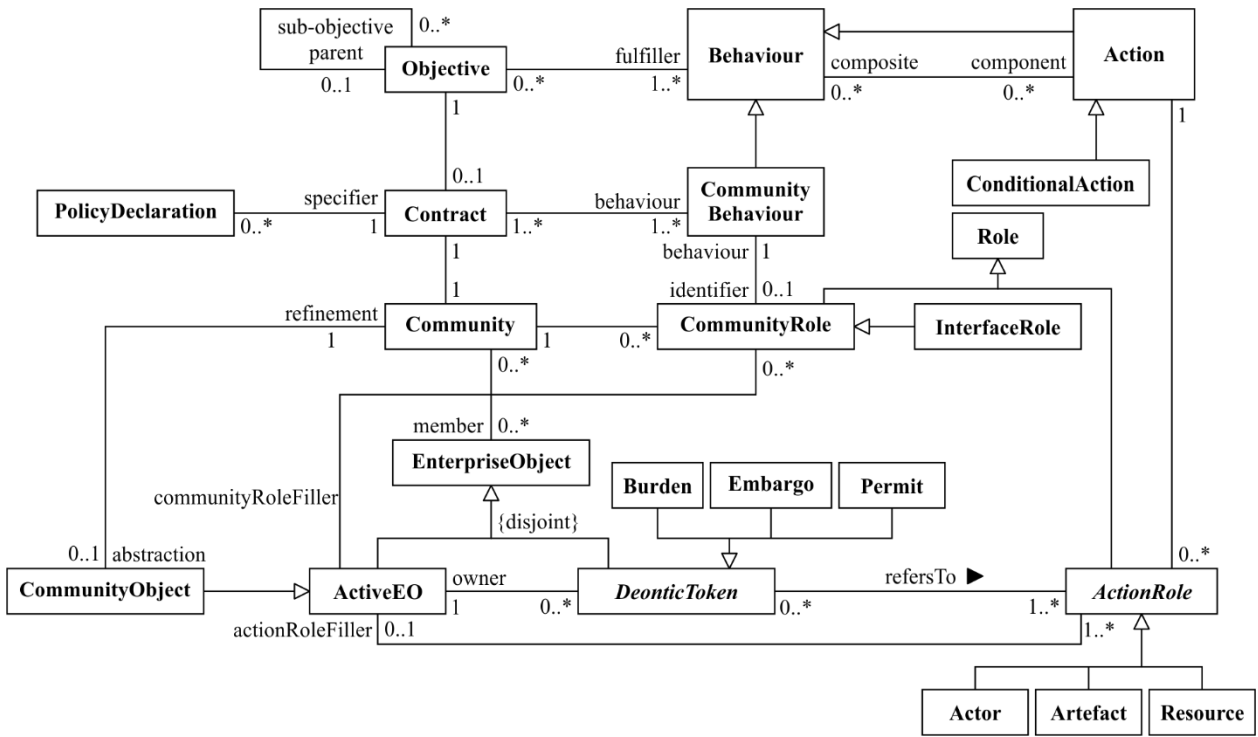 sub-objective
0..*
parent
Objective
0..1
0..*
fulfiller
1..*
Behaviour
composite
0..*
component
0..*
Action
1
1
0..1
ConditionalAction
PolicyDeclaration
0..*
specifier
1
Contract
1..*
behaviour
1..*
Community
Behaviour
Role
1
1
behaviour
1
identifier
0..1
refinement
1
Community
1
0..*
CommunityRole
InterfaceRole
0..*
0..*
member
0..*
EnterpriseObject
communityRoleFiller
{disjoint}
Burden
Embargo
Permit
0..1
abstraction
CommunityObject
ActiveEO
owner
1
0..*
DeonticToken
0..*
refersTo ►
1..*
0..*
ActionRole
actionRoleFiller
0..1
1..*
Actor
Artefact
Resource